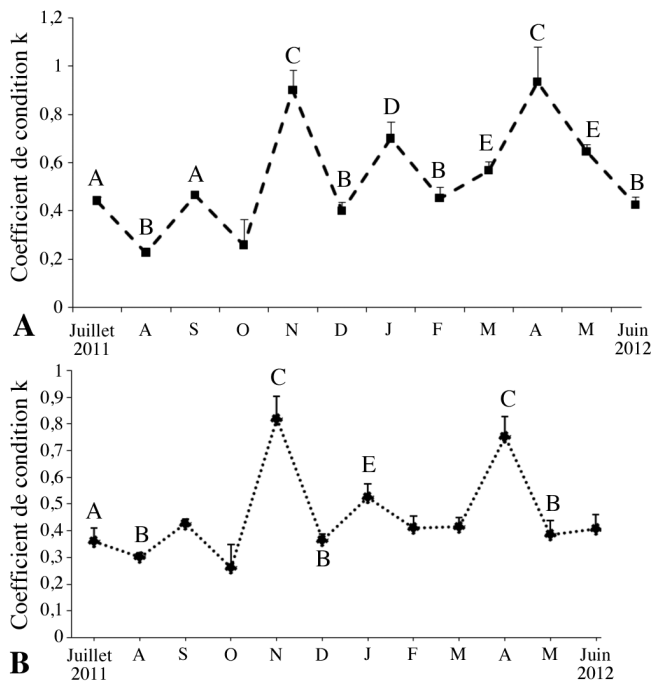 Coefficient de condition k
1,2
1
0,8
0,6
0,4
0,2
0
A B A C B D B E C E B
Juillet 2011 A S O N D J F M A M Juin 2012
A
Coefficient de condition k
1
0,9
0,8
0,7
0,6
0,5
0,4
0,3
0,2
0,1
0
A B C B E C B
Juillet 2011 A S O N D J F M A M Juin 2012
B